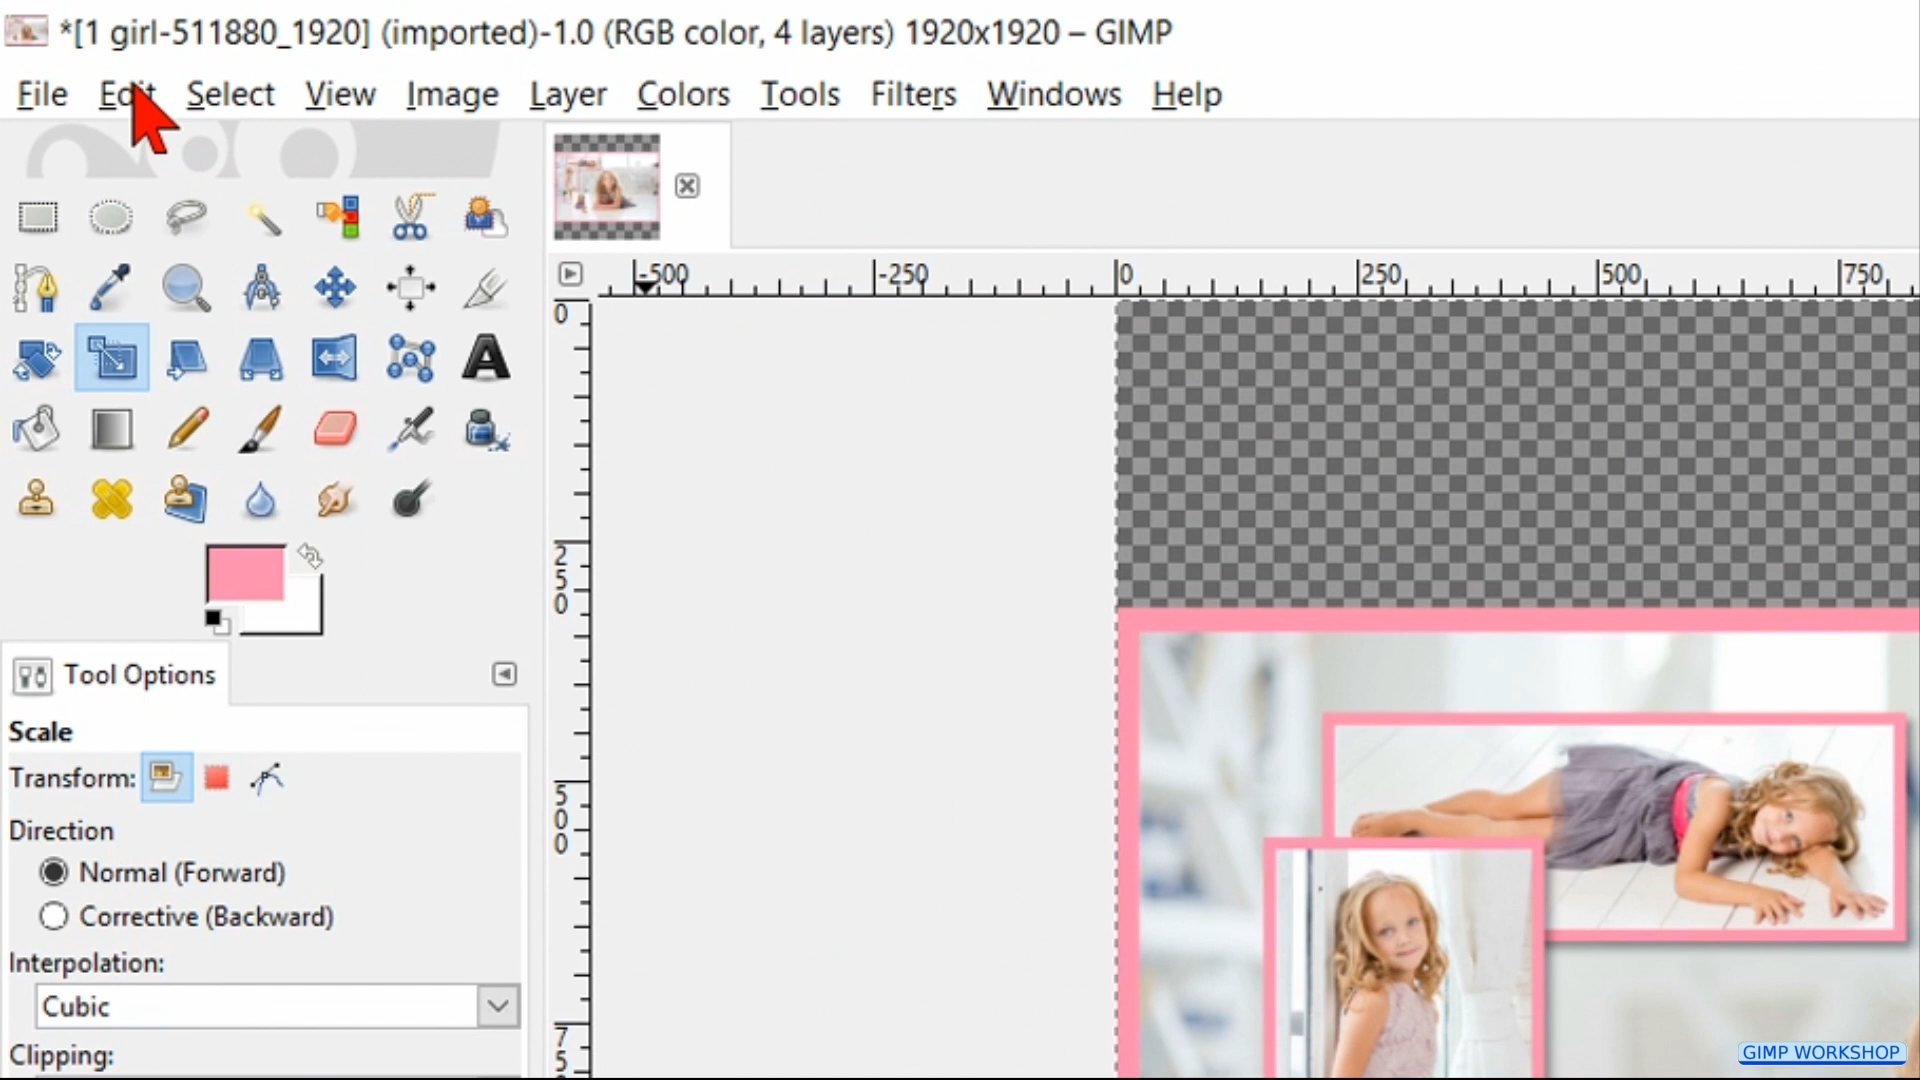 *[1 girl-511880_1920] (imported)-1.0 (RGB color, 4 layers) 1920x1920 – GIMP
File Edit Select View Image Layer Colors Tools Filters Windows Help
-500 -250 0 250 500 750
0
250
500
75
Tool Options
Scale
Transform:
Direction
Normal (Forward)
Corrective (Backward)
Interpolation:
Cubic
Clipping:
GIMP WORKSHOP